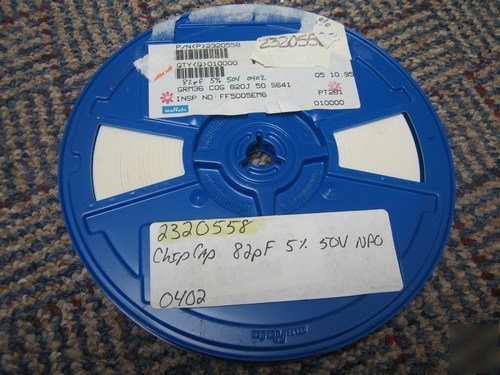 P/N(P)2320558
2320558
QTY(Q)010000
82pF 5% 50V 0402
05.10.95
GRM36 COG 820J 50 S641
INSP NO: FF5005EM6
PT201
muRata
010000
2320558
Chip Cap 82pF 5% 50V NPO
0402